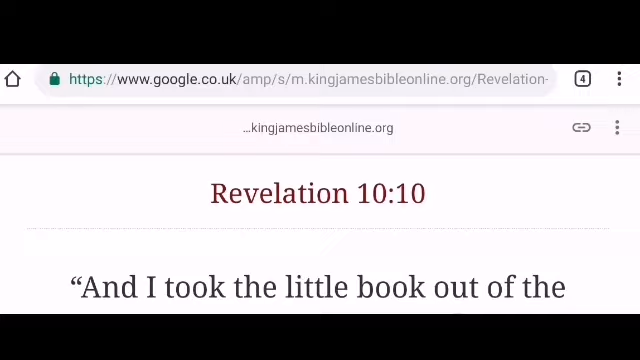 https://www.google.co.uk/amp/s/m.kingjamesbibleonline.org/Revelation-
4
...kingjamesbibleonline.org
Revelation 10:10
“And I took the little book out of the